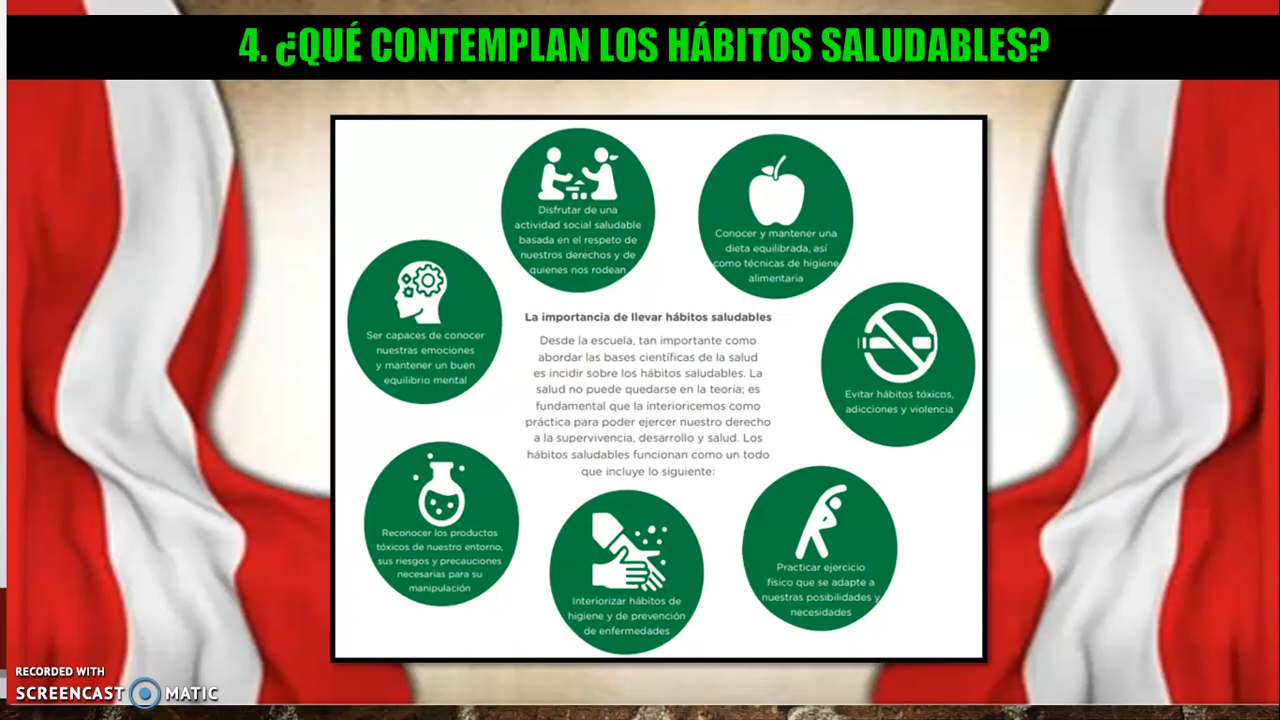 4. ¿QUÉ CONTEMPLAN LOS HÁBITOS SALUDABLES?
Disfrutar de una
actividad social saludable
basada en el respeto de
nuestros derechos y de
quienes nos rodean
Conocer y mantener una
dieta equilibrada, así
como técnicas de higiene
alimentaria
Ser capaces de conocer
nuestras emociones
y mantener un buen
equilibrio mental
La importancia de llevar hábitos saludables
Desde la escuela, tan importante como
abordar las bases científicas de la salud
es incidir sobre los hábitos saludables. La
salud no puede quedarse en la teoría; es
fundamental que la interioricemos como
práctica para poder ejercer nuestro derecho
a la supervivencia, desarrollo y salud. Los
hábitos saludables funcionan como un todo
que incluye lo siguiente:
Evitar hábitos tóxicos,
adicciones y violencia
Reconocer los productos
tóxicos de nuestro entorno,
sus riesgos y precauciones
necesarias para su
manipulación
Interiorizar hábitos de
higiene y de prevención
de enfermedades
Practicar ejercicio
físico que se adapte a
nuestras posibilidades y
necesidades
RECORDED WITH
SCREENCAST MATIC